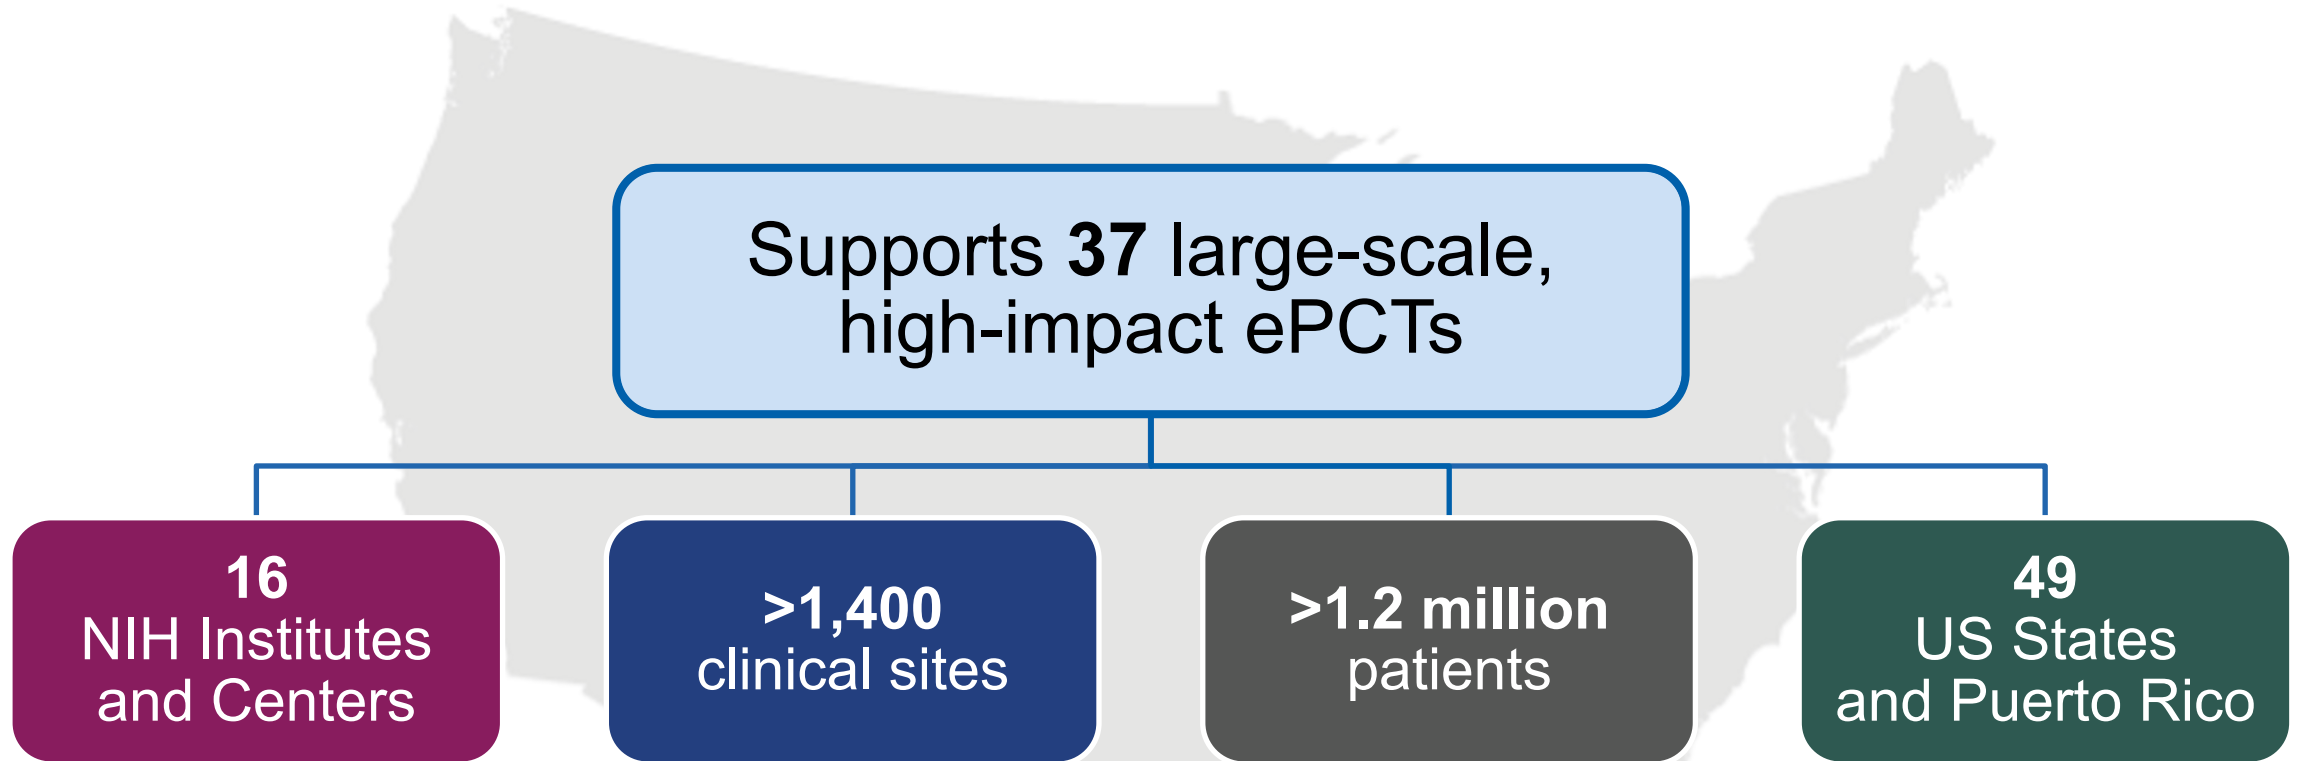 Supports 37 large-scale,
high-impact ePCTs
16
NIH Institutes
and Centers
>1,400
clinical sites
>1.2 million
patients
49
US States
and Puerto Rico